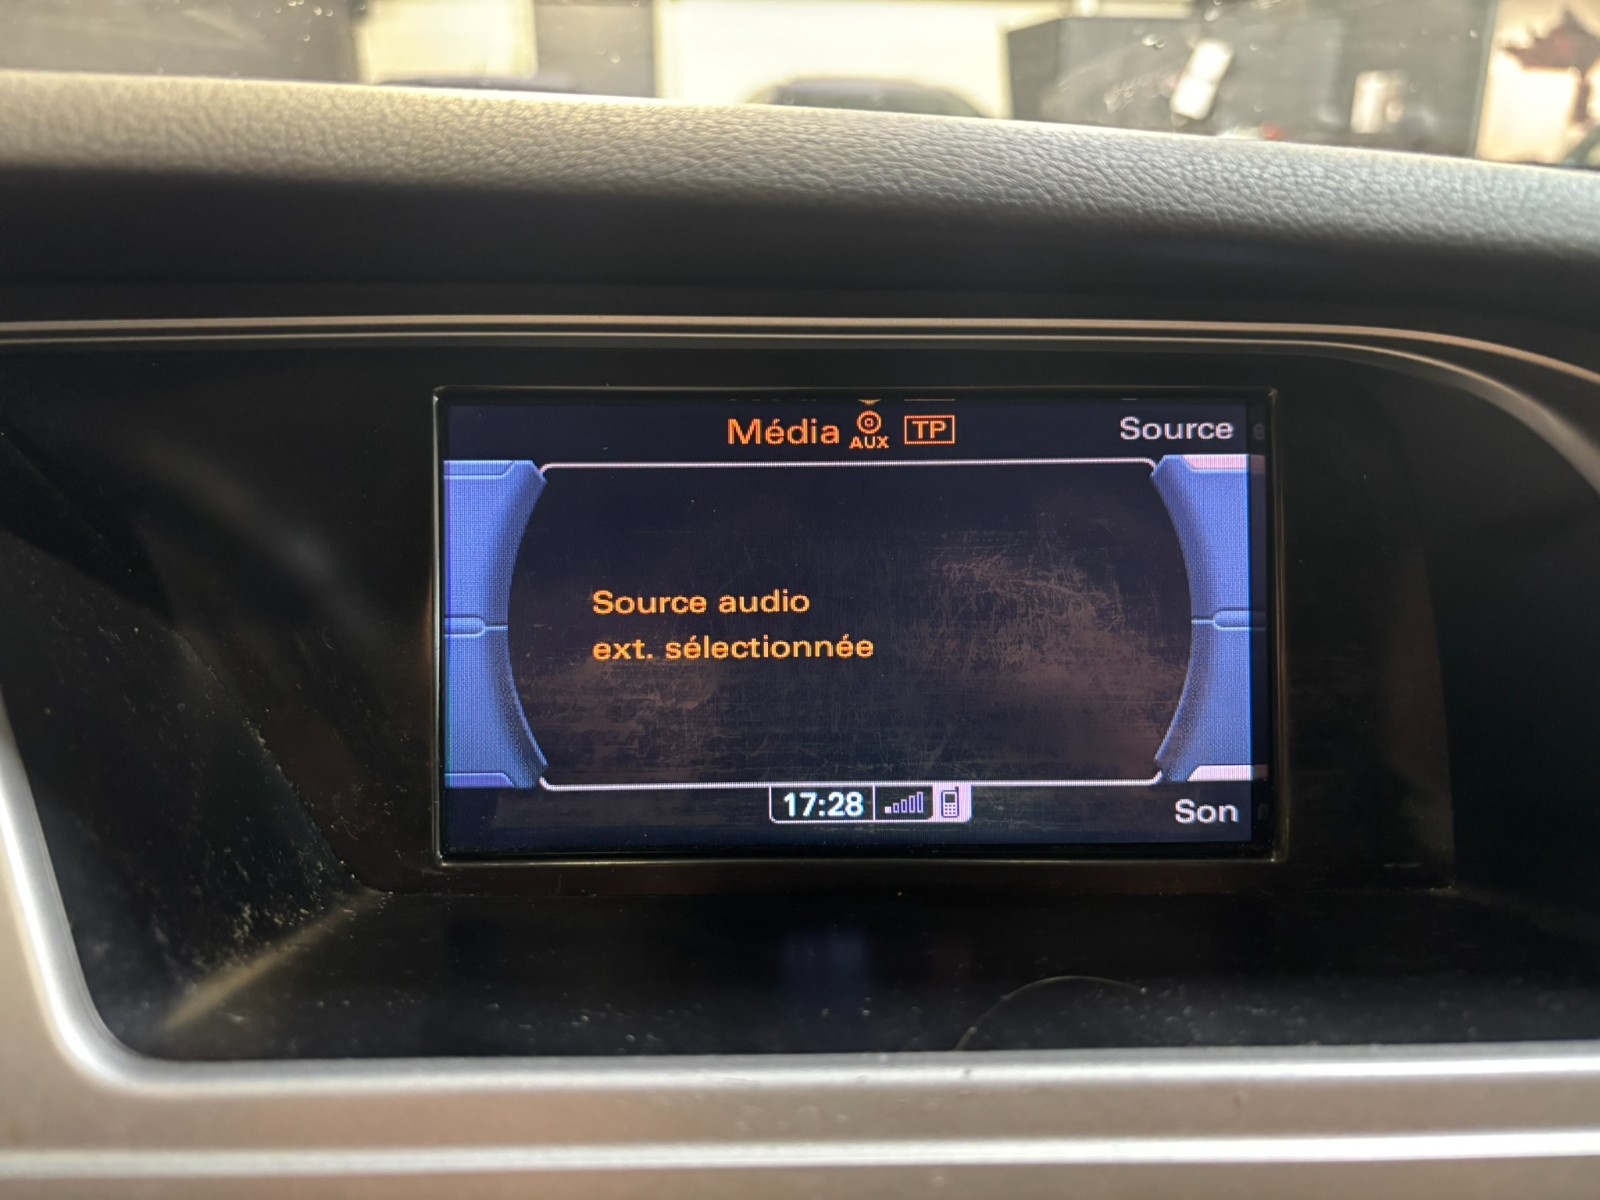 Média AUX TP
Source
Source audio
ext. sélectionnée
17:28
Son